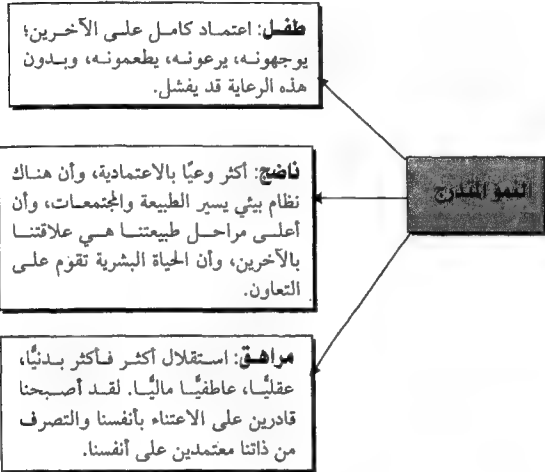 النمو المتدرج
طفل: اعتماد كامل على الآخرين؛
يوجهونه، يرعونه، يطعمونه، وبدون
هذه الرعاية قد يفشل.
ناضج: أكثر وعيًا بالاعتمادية، وأن هناك
نظام بيئي يسير الطبيعة والمجتمعات، وأن
أعلى مراحل طبيعتنا هي علاقتنا
بالآخرين، وأن الحياة البشرية تقوم على
التعاون.
مراهق: استقلال أكثر فأكثر بدنيًّا،
عقليًّا، عاطفيًّا ماليًّا. لقد أصبحنا
قادرين على الاعتناء بأنفسنا والتصرف
من ذاتنا معتمدين على أنفسنا.